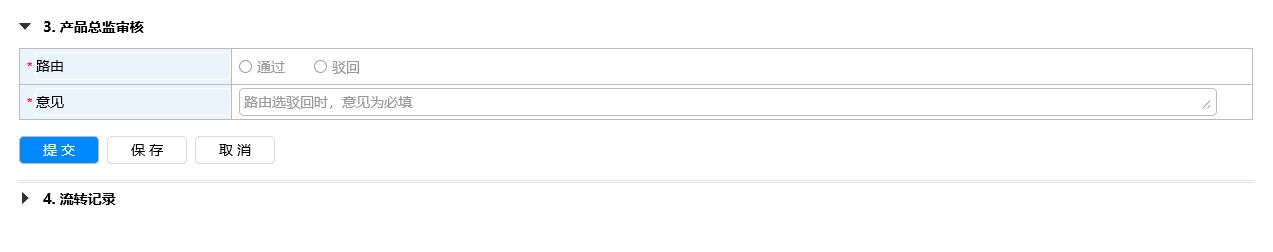 3. 产品总监审核
* 路由 通过 驳回
* 意见 路由选驳回时，意见为必填
提 交 保 存 取 消
4. 流转记录